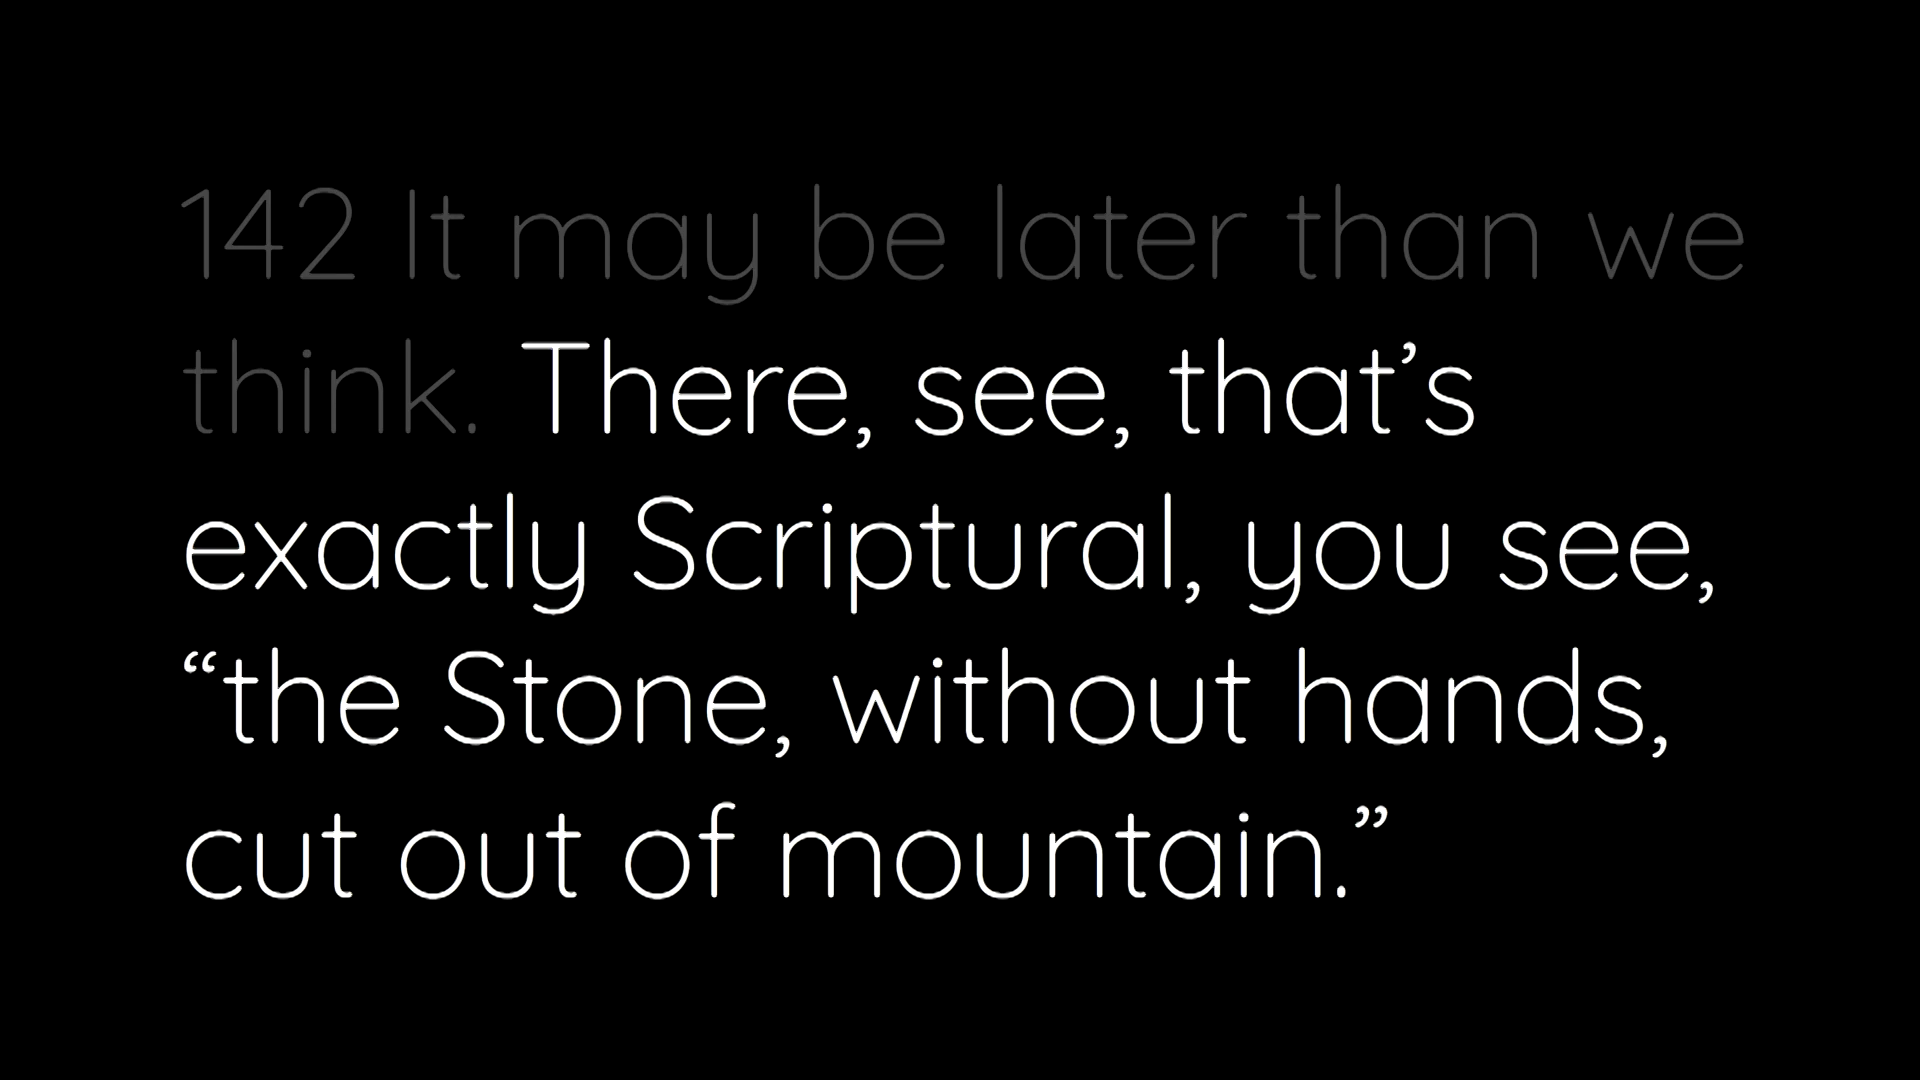 142 It may be later than we
think. There, see, that’s
exactly Scriptural, you see,
“the Stone, without hands,
cut out of mountain.”